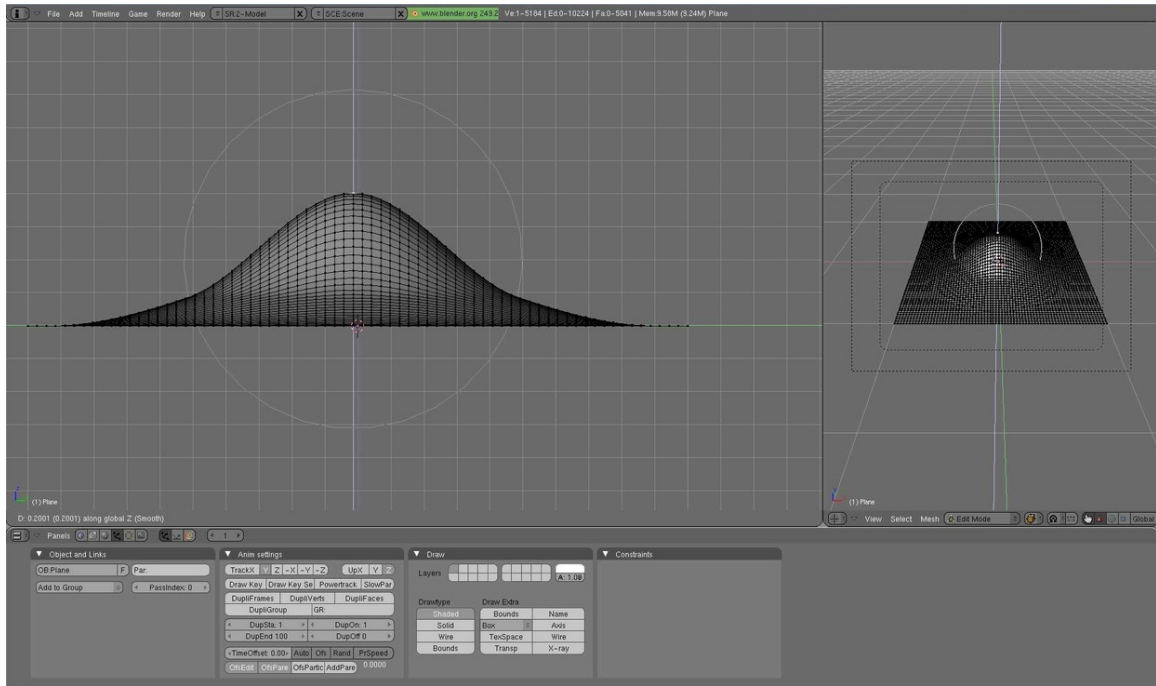 File Add Timeline Game Render Help SR:2-Model X SCE:Scene X www.blender.org 243.2 Ve:1-5184 | Ed:0-10224 | Fa:0-5041 | Mem:9.50M (9.24M) Plane
(1) Plane
(1) Plane
D: 0.2001 (0.2001) along global Z (Smooth)
View Select Mesh Edit Mode Global
Panels 1
Object and Links
OB:Plane F Par:
Add to Group PassIndex: 0
Anim settings
TrackX Y Z -X -Y -Z UpX Y Z
Draw Key Draw Key Se Powertrack SlowPar
DupliFrames DupliVerts DupliFaces
DupliGroup GR:
DupSta: 1 DupOn: 1
DupEnd 100 DupOff 0
TimeOffset: 0.00 Auto Ofs Rand PrSpeed
OfsEdit OfsPare OfsPartic AddPare 0.0000
Draw
Layers A: 1.08
Drawtype Draw Extra
Shaded Bounds Name
Solid Box Axis
Wire TexSpace Wire
Bounds Transp X-ray
Constraints